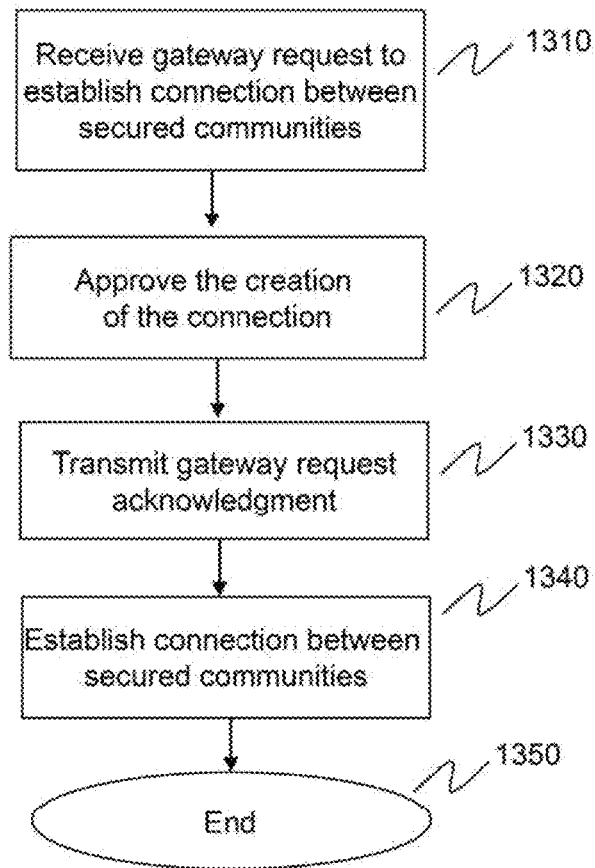 Receive gateway request to
establish connection between
secured communities
1310
Approve the creation
of the connection
1320
Transmit gateway request
acknowledgment
1330
Establish connection between
secured communities
1340
End
1350